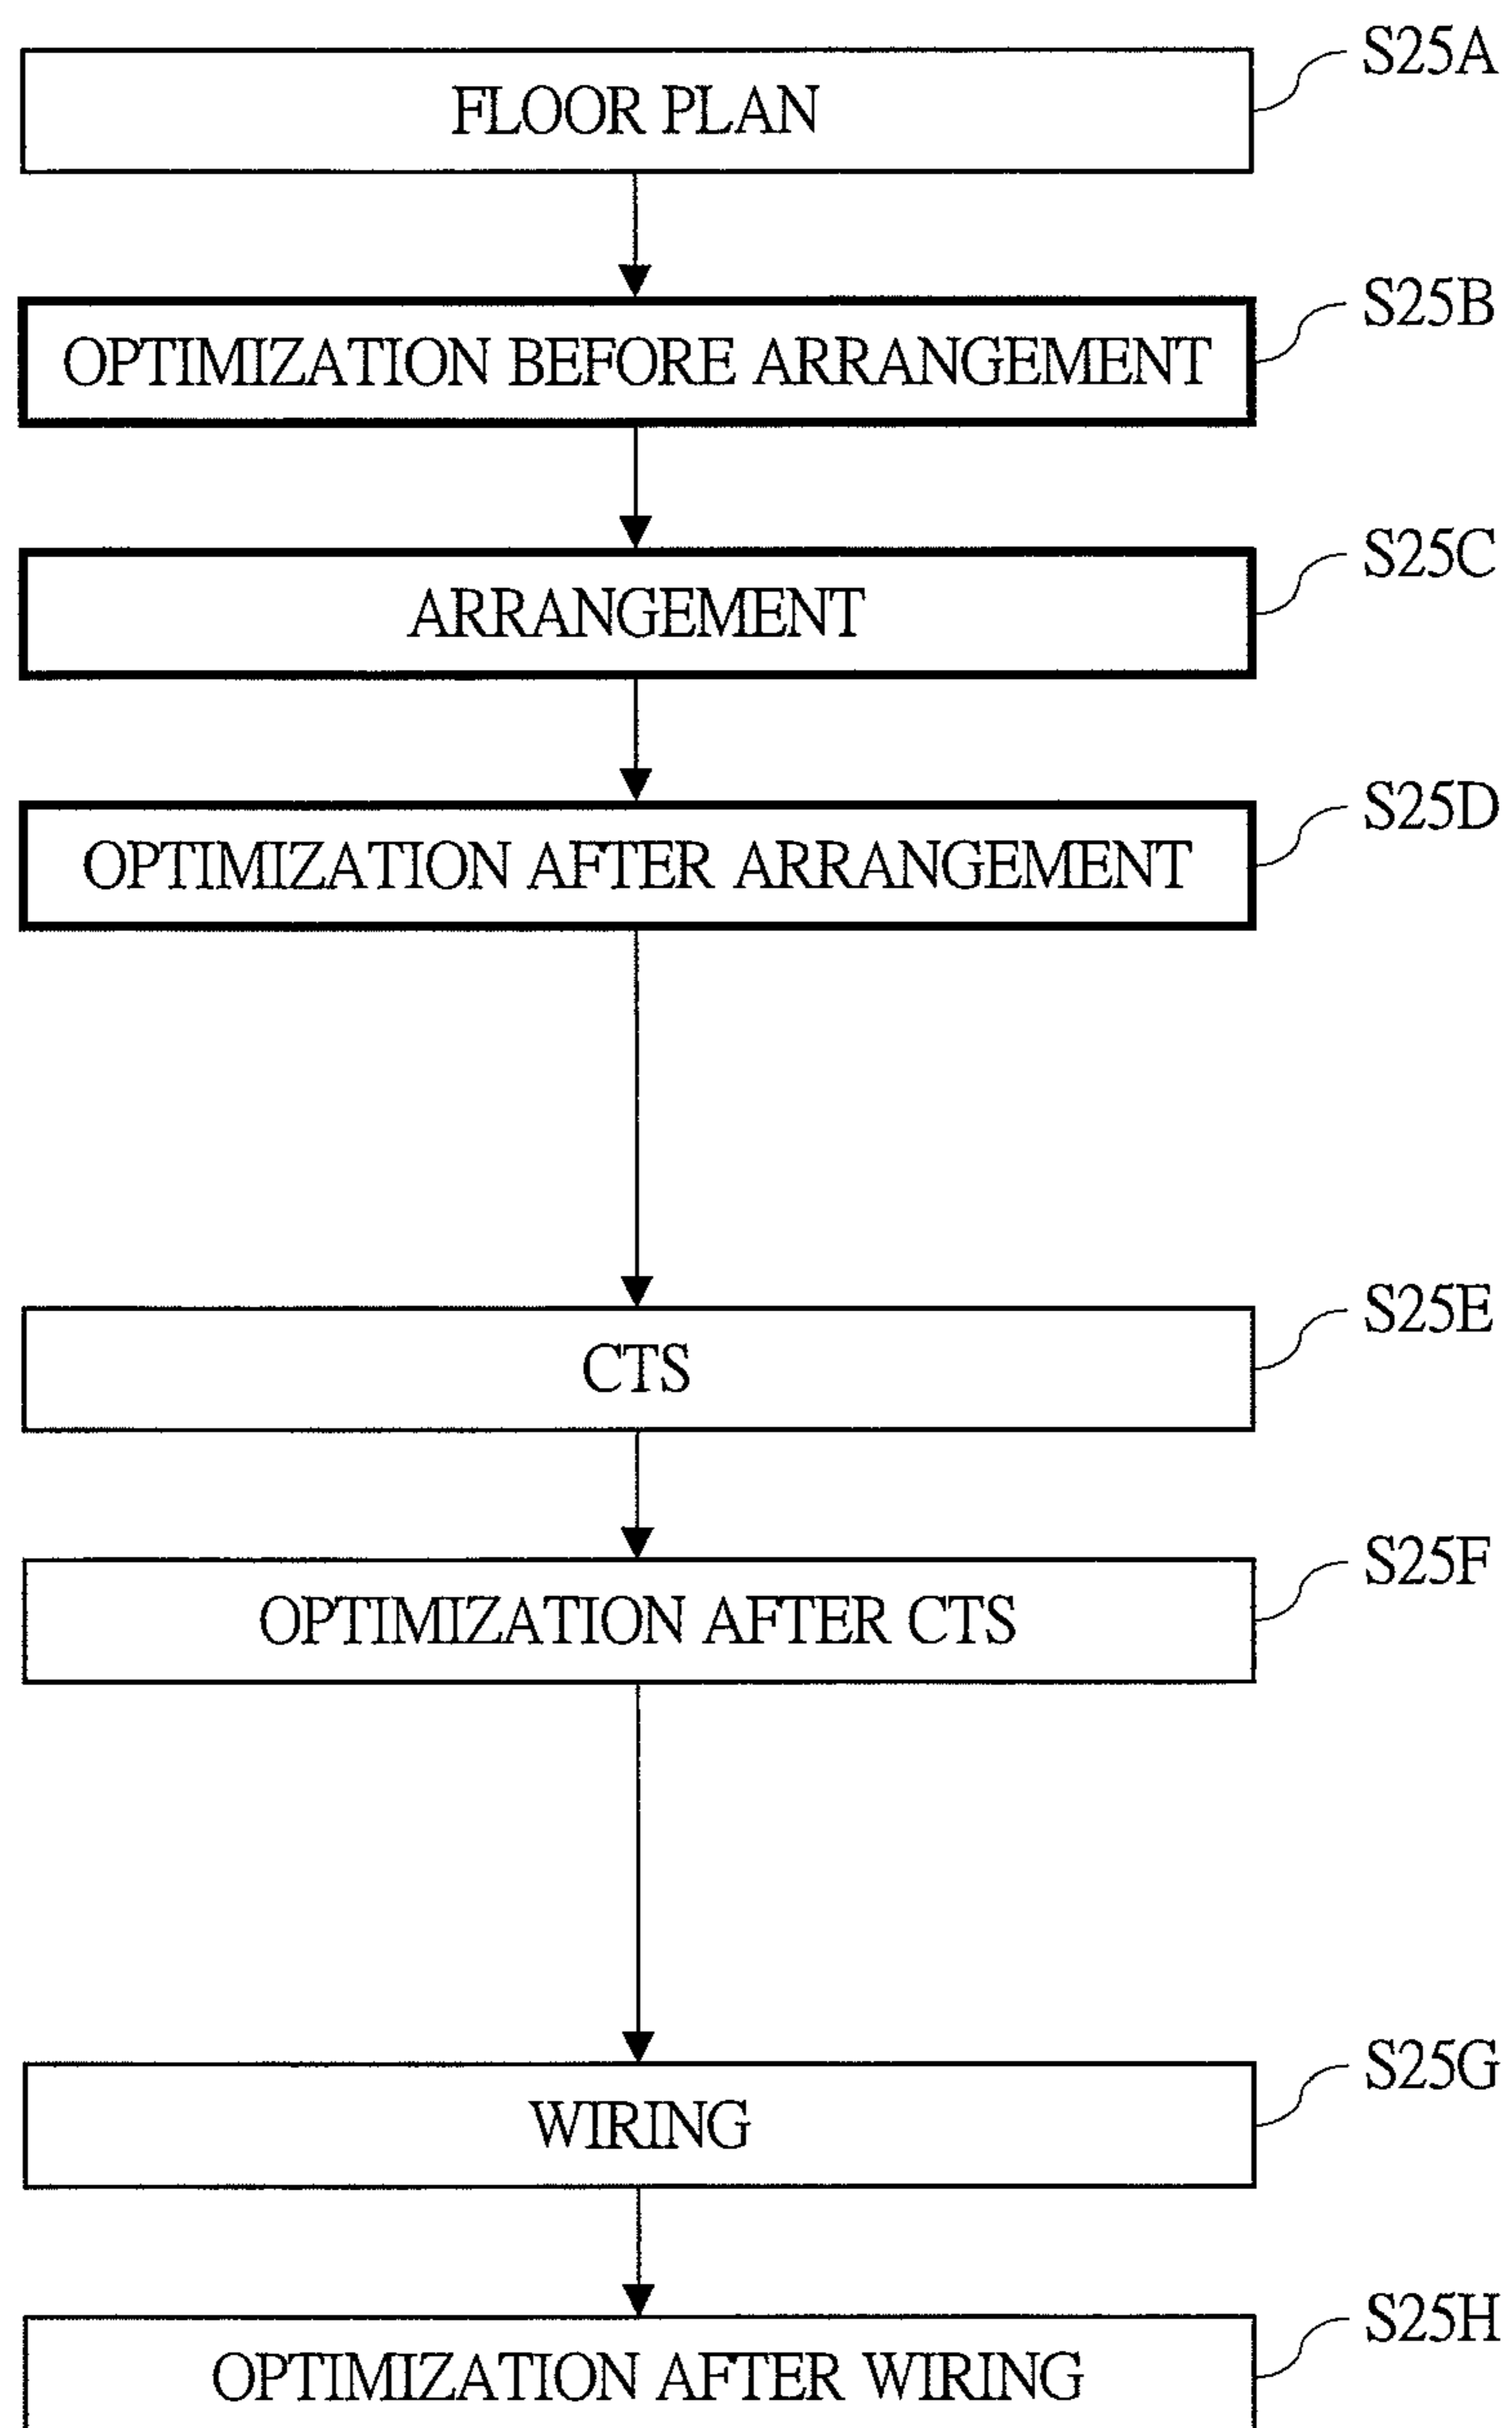 FLOOR PLAN
S25A
OPTIMIZATION BEFORE ARRANGEMENT
S25B
ARRANGEMENT
S25C
OPTIMIZATION AFTER ARRANGEMENT
S25D
CTS
S25E
OPTIMIZATION AFTER CTS
S25F
WIRING
S25G
OPTIMIZATION AFTER WIRING
S25H